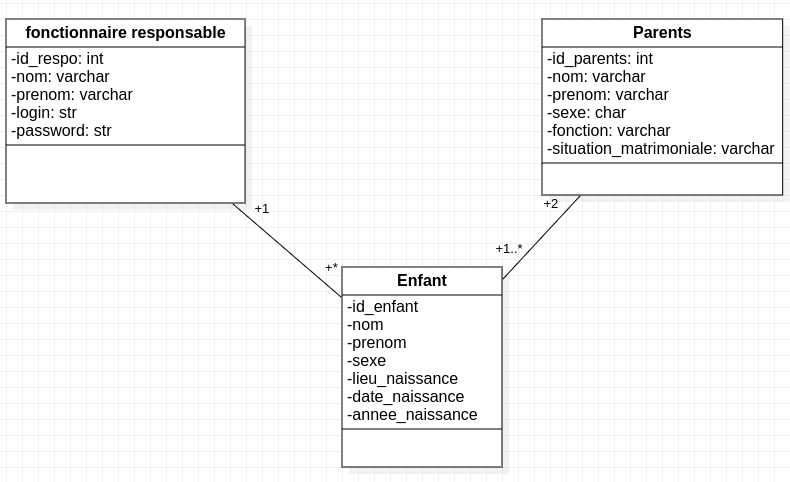 fonctionnaire responsable
-id_respo: int
-nom: varchar
-prenom: varchar
-login: str
-password: str
Parents
-id_parents: int
-nom: varchar
-prenom: varchar
-sexe: char
-fonction: varchar
-situation_matrimoniale: varchar
+1
+2
+*
+1..*
Enfant
-id_enfant
-nom
-prenom
-sexe
-lieu_naissance
-date_naissance
-annee_naissance